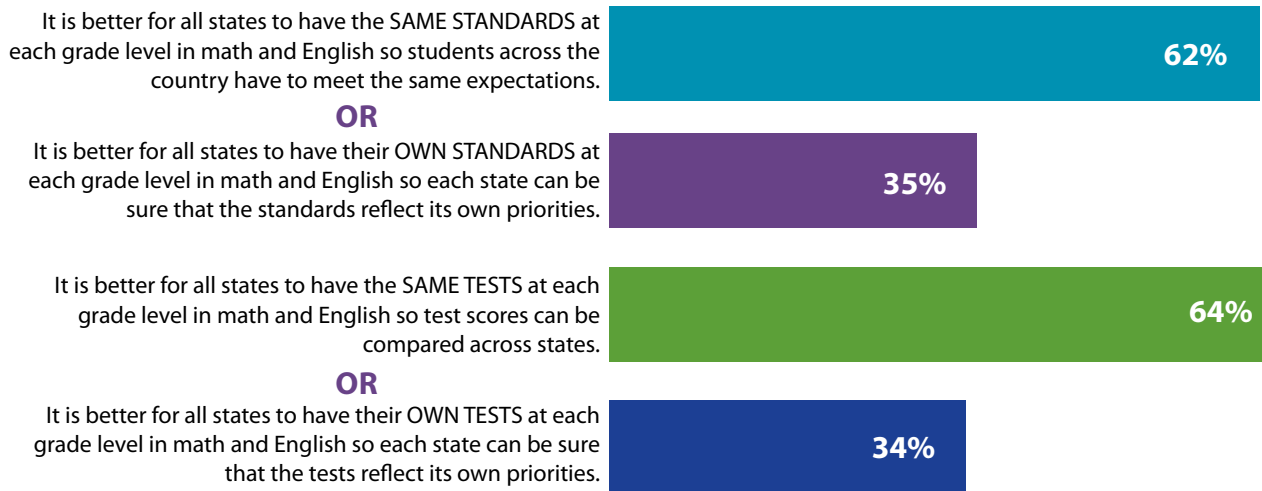 It is better for all states to have the SAME STANDARDS at
each grade level in math and English so students across the
country have to meet the same expectations.
62%
OR
It is better for all states to have their OWN STANDARDS at
each grade level in math and English so each state can be
sure that the standards reflect its own priorities.
35%
It is better for all states to have the SAME TESTS at each
grade level in math and English so test scores can be
compared across states.
64%
OR
It is better for all states to have their OWN TESTS at each
grade level in math and English so each state can be sure
that the tests reflect its own priorities.
34%